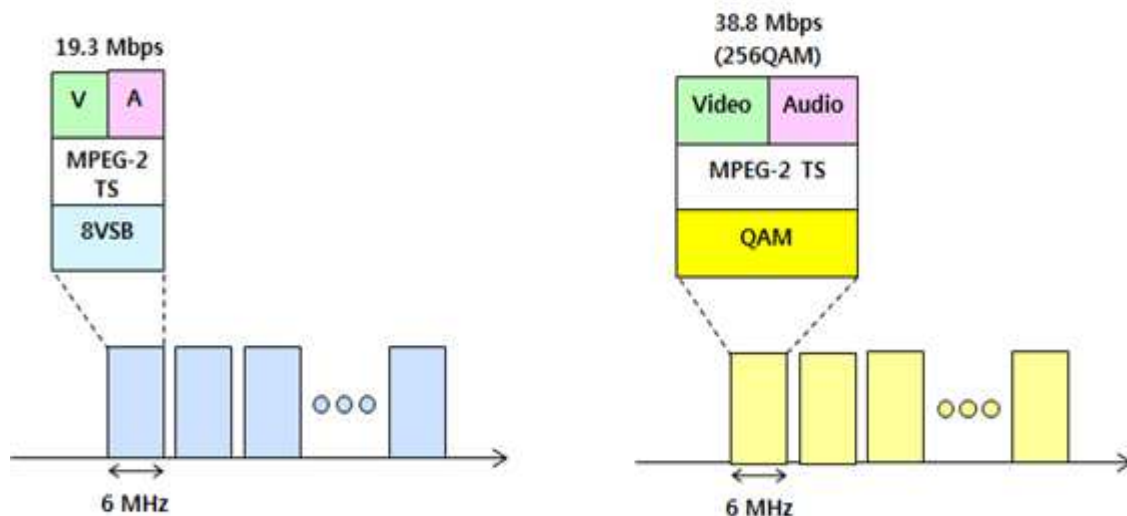 19.3 Mbps
V A
MPEG-2
TS
8VSB
6 MHz
38.8 Mbps
(256QAM)
Video Audio
MPEG-2 TS
QAM
6 MHz